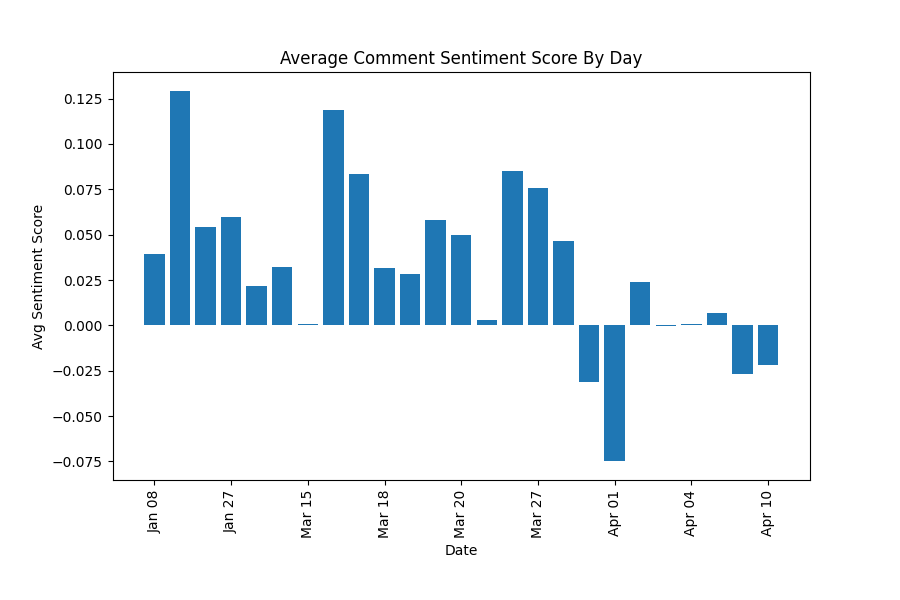 Average Comment Sentiment Score By Day
0.125
0.100
0.075
0.050
0.025
0.000
−0.025
−0.050
−0.075
Avg Sentiment Score
Jan 08
Jan 27
Mar 15
Mar 18
Mar 20
Mar 27
Apr 01
Apr 04
Apr 10
Date